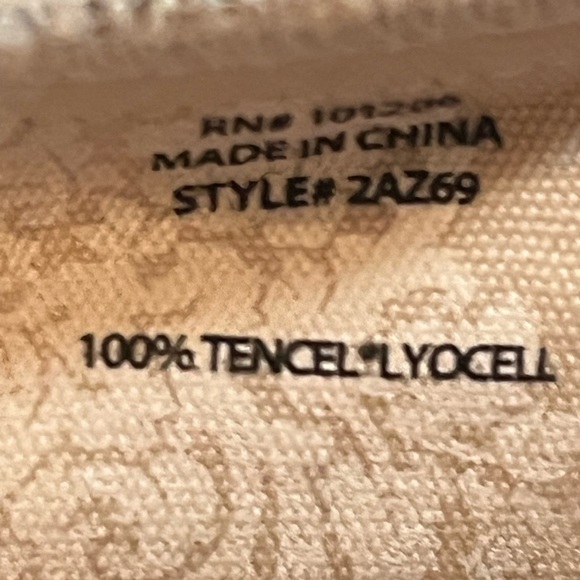 RN#
MADE IN CHINA
STYLE# 2AZ69
100% TENCEL® LYOCELL